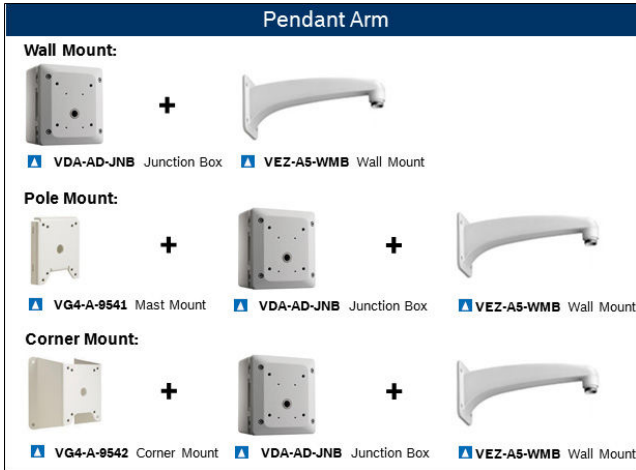 Pendant Arm
Wall Mount:
+
VDA-AD-JNB Junction Box VEZ-A5-WMB Wall Mount
Pole Mount:
+ +
VG4-A-9541 Mast Mount VDA-AD-JNB Junction Box VEZ-A5-WMB Wall Mount
Corner Mount:
+ +
VG4-A-9542 Corner Mount VDA-AD-JNB Junction Box VEZ-A5-WMB Wall Mount